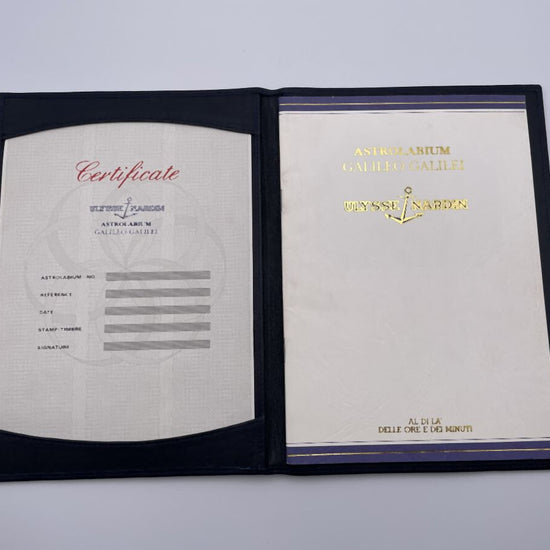 Certificate
ULYSSE NARDIN
ASTROLABIUM
GALILEO GALILEI
ASTROLABIUM NO.
REFERENCE
DATE
STAMP-TIMBRE
SIGNATURE
ASTROLABIUM
GALILEO GALILEI
ULYSSE NARDIN
AL DI LA'
DELLE ORE E DEI MINUTI